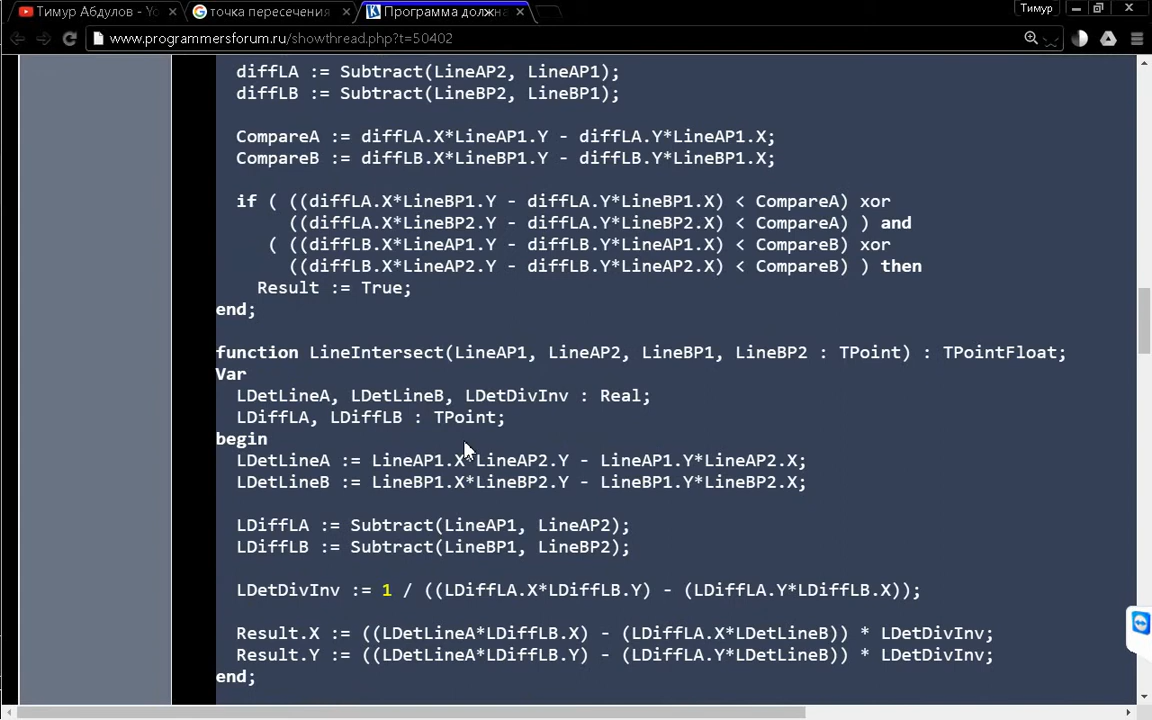 Тимур Абдулов - Yo
точка пересечения
Программа должна
Тимур
www.programmersforum.ru/showthread.php?t=50402
diffLA := Subtract(LineAP2, LineAP1);
diffLB := Subtract(LineBP2, LineBP1);
CompareA := diffLA.X*LineAP1.Y - diffLA.Y*LineAP1.X;
CompareB := diffLB.X*LineBP1.Y - diffLB.Y*LineBP1.X;
if ( ((diffLA.X*LineBP1.Y - diffLA.Y*LineBP1.X) < CompareA) xor
((diffLA.X*LineBP2.Y - diffLA.Y*LineBP2.X) < CompareA) ) and
( ((diffLB.X*LineAP1.Y - diffLB.Y*LineAP1.X) < CompareB) xor
((diffLB.X*LineAP2.Y - diffLB.Y*LineAP2.X) < CompareB) ) then
Result := True;
end;
function LineIntersect(LineAP1, LineAP2, LineBP1, LineBP2 : TPoint) : TPointFloat;
Var
LDetLineA, LDetLineB, LDetDivInv : Real;
LDiffLA, LDiffLB : TPoint;
begin
LDetLineA := LineAP1.X*LineAP2.Y - LineAP1.Y*LineAP2.X;
LDetLineB := LineBP1.X*LineBP2.Y - LineBP1.Y*LineBP2.X;
LDiffLA := Subtract(LineAP1, LineAP2);
LDiffLB := Subtract(LineBP1, LineBP2);
LDetDivInv := 1 / ((LDiffLA.X*LDiffLB.Y) - (LDiffLA.Y*LDiffLB.X));
Result.X := ((LDetLineA*LDiffLB.X) - (LDiffLA.X*LDetLineB)) * LDetDivInv;
Result.Y := ((LDetLineA*LDiffLB.Y) - (LDiffLA.Y*LDetLineB)) * LDetDivInv;
end;